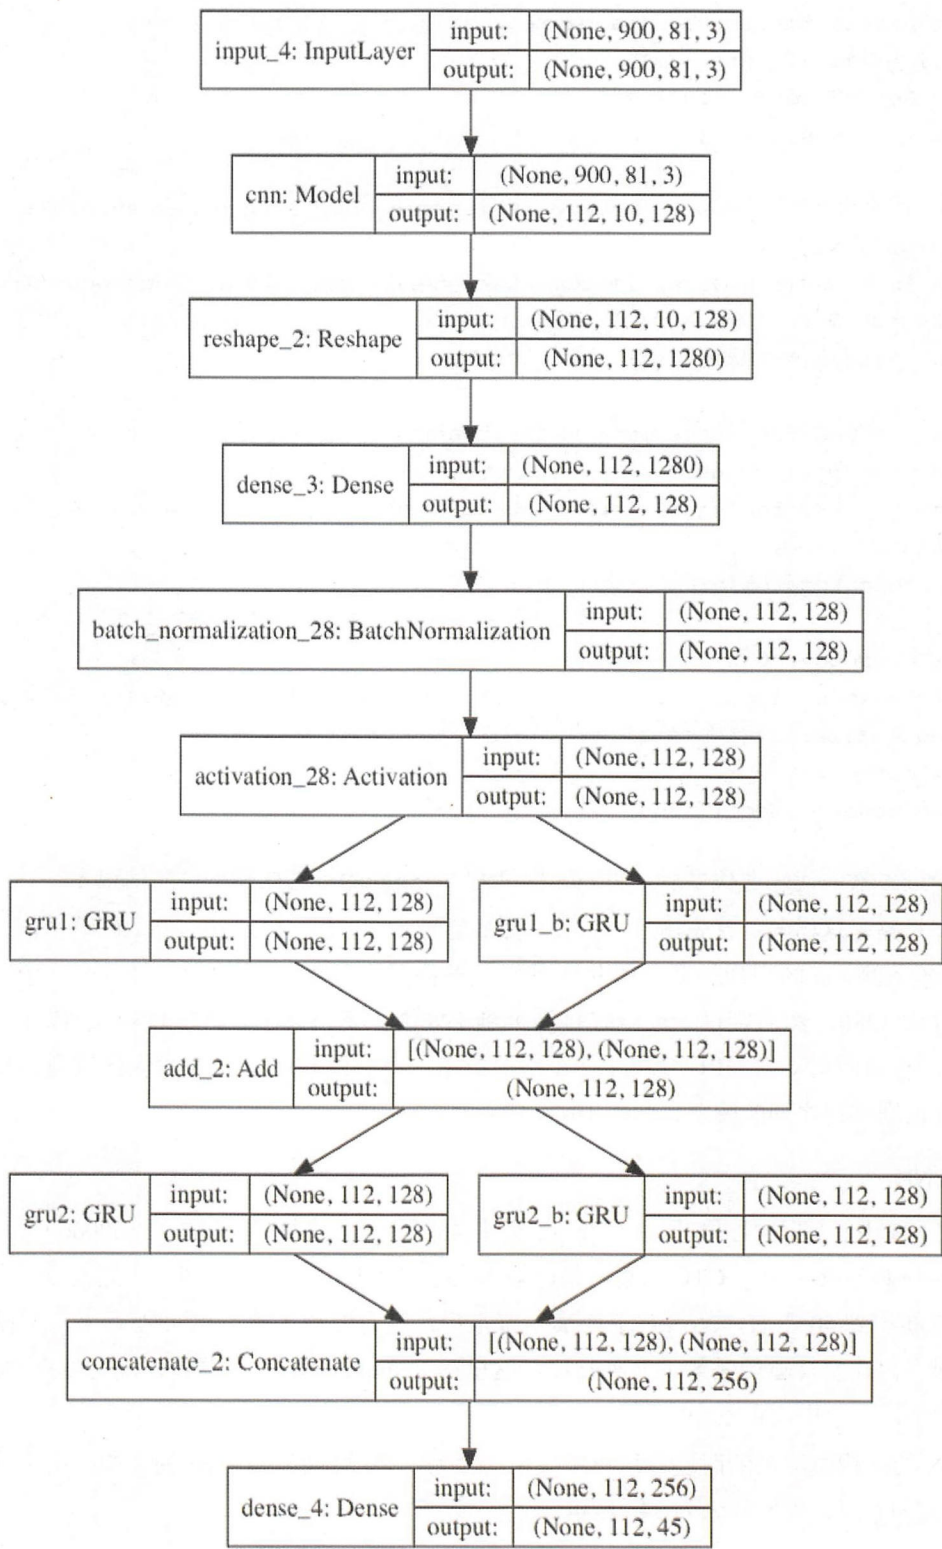 input_4: InputLayer
input: (None, 900, 81, 3)
output: (None, 900, 81, 3)
cnn: Model
input: (None, 900, 81, 3)
output: (None, 112, 10, 128)
reshape_2: Reshape
input: (None, 112, 10, 128)
output: (None, 112, 1280)
dense_3: Dense
input: (None, 112, 1280)
output: (None, 112, 128)
batch_normalization_28: BatchNormalization
input: (None, 112, 128)
output: (None, 112, 128)
activation_28: Activation
input: (None, 112, 128)
output: (None, 112, 128)
gru1: GRU
input: (None, 112, 128)
output: (None, 112, 128)
gru1_b: GRU
input: (None, 112, 128)
output: (None, 112, 128)
add_2: Add
input: [(None, 112, 128), (None, 112, 128)]
output: (None, 112, 128)
gru2: GRU
input: (None, 112, 128)
output: (None, 112, 128)
gru2_b: GRU
input: (None, 112, 128)
output: (None, 112, 128)
concatenate_2: Concatenate
input: [(None, 112, 128), (None, 112, 128)]
output: (None, 112, 256)
dense_4: Dense
input: (None, 112, 256)
output: (None, 112, 45)